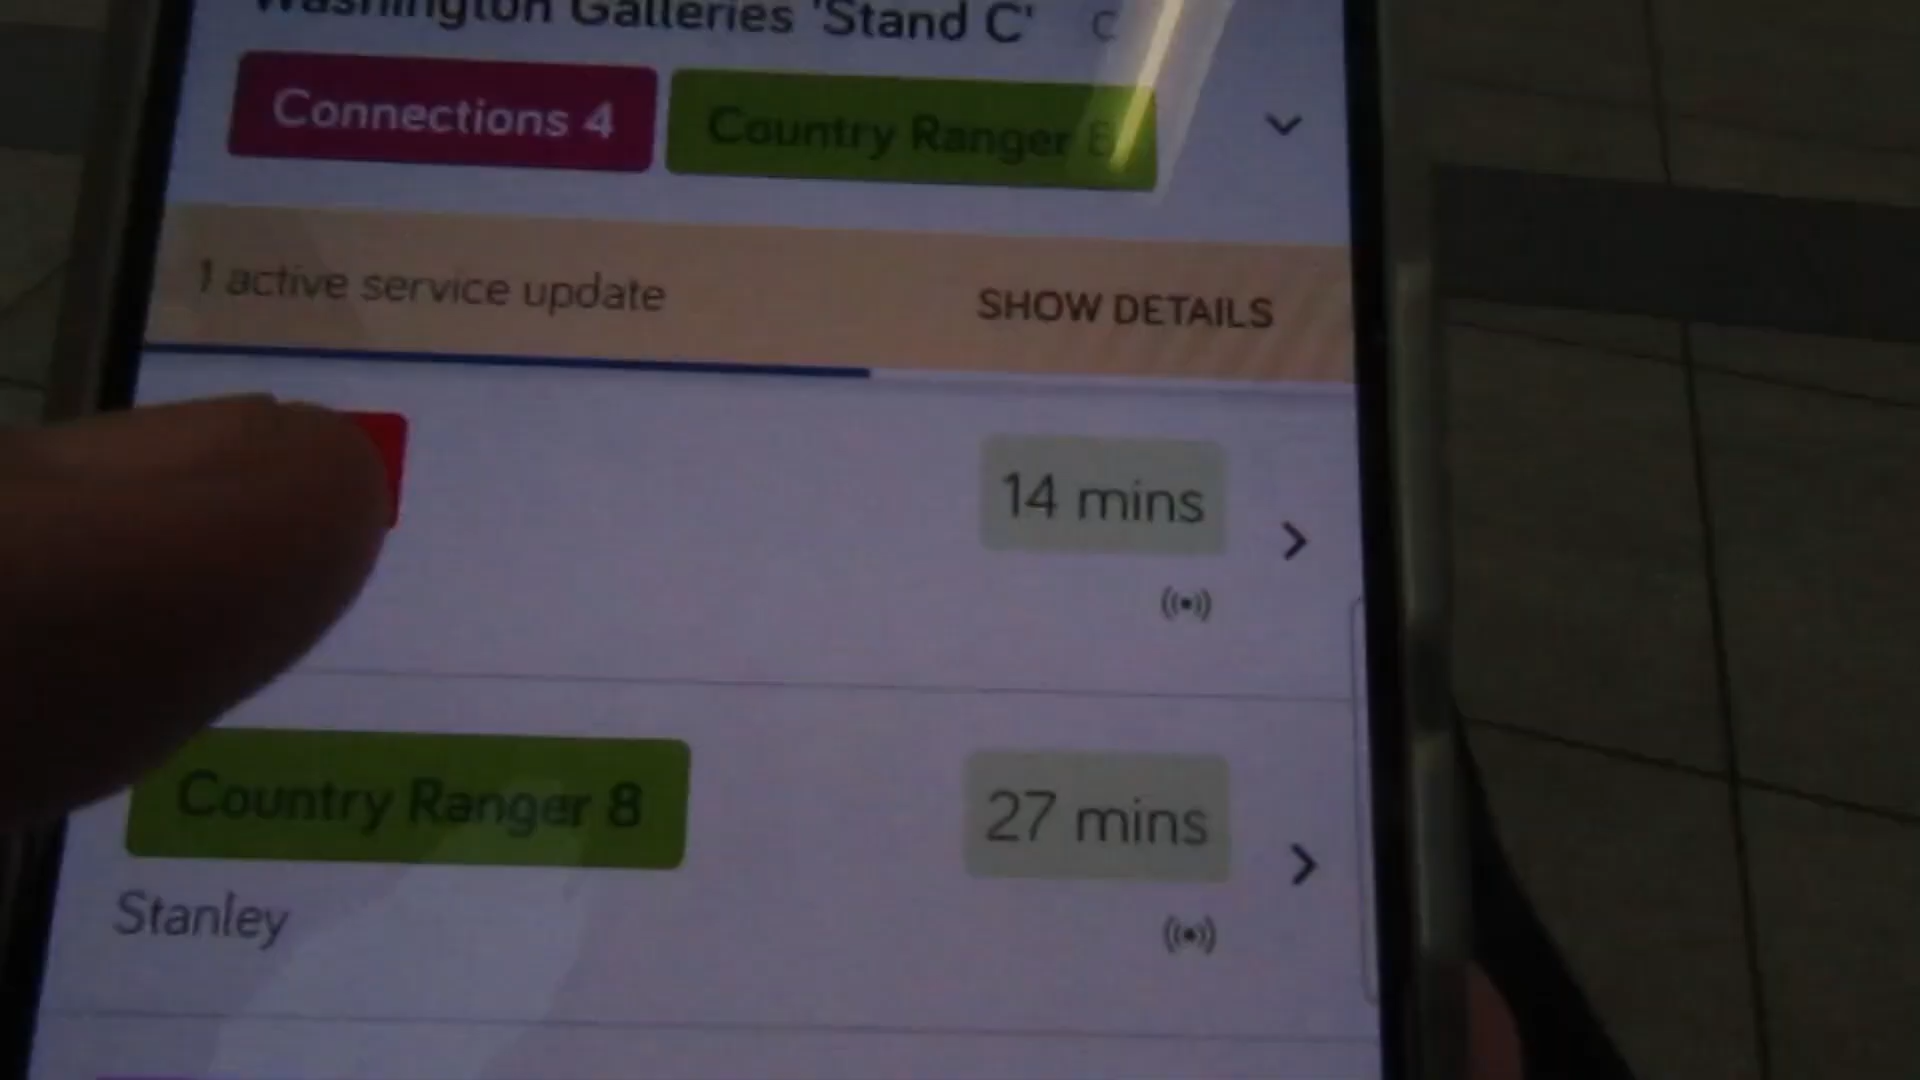 Washington Galleries 'Stand C' C
Connections 4
Country Ranger
1 active service update
SHOW DETAILS
14 mins
Country Ranger 8
27 mins
Stanley